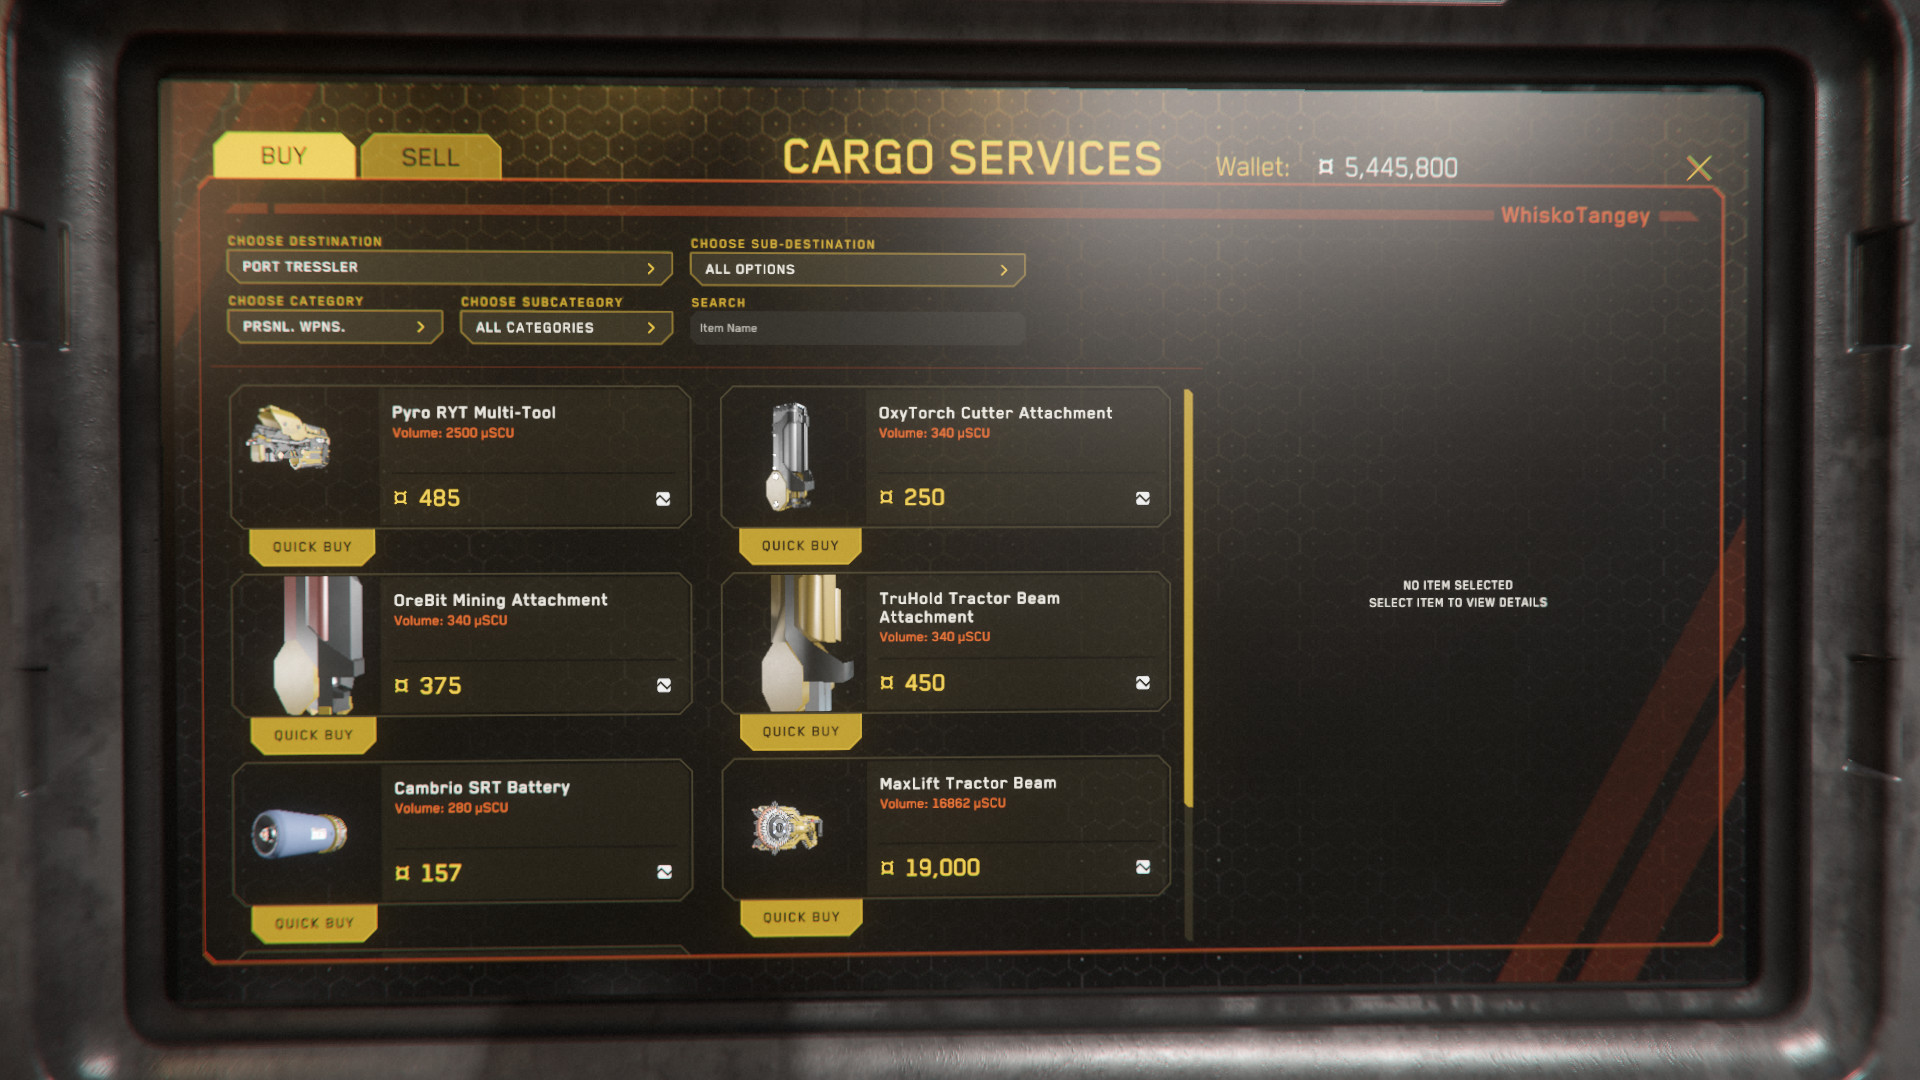 BUY
SELL
CARGO SERVICES
Wallet: ¤ 5,445,800
WhiskoTangey
CHOOSE DESTINATION
PORT TRESSLER
CHOOSE SUB-DESTINATION
ALL OPTIONS
CHOOSE CATEGORY
PRSNL. WPNS.
CHOOSE SUBCATEGORY
ALL CATEGORIES
SEARCH
Item Name
Pyro RYT Multi-Tool
Volume: 2500 µSCU
¤ 485
QUICK BUY
OxyTorch Cutter Attachment
Volume: 340 µSCU
¤ 250
QUICK BUY
OreBit Mining Attachment
Volume: 340 µSCU
¤ 375
QUICK BUY
TruHold Tractor Beam
Attachment
Volume: 340 µSCU
¤ 450
QUICK BUY
Cambrio SRT Battery
Volume: 280 µSCU
¤ 157
QUICK BUY
MaxLift Tractor Beam
Volume: 16862 µSCU
¤ 19,000
QUICK BUY
NO ITEM SELECTED
SELECT ITEM TO VIEW DETAILS